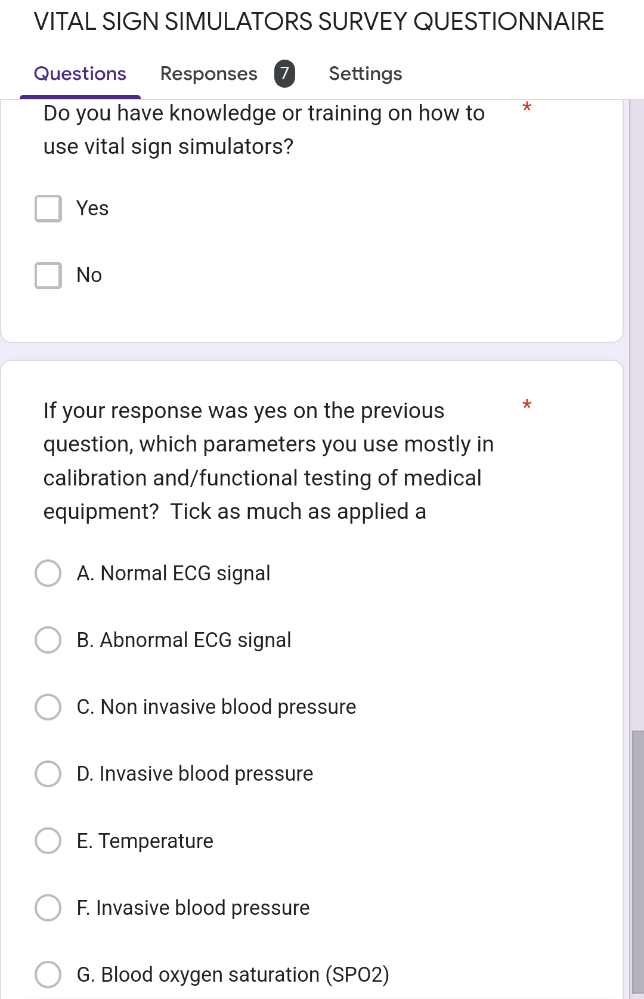 VITAL SIGN SIMULATORS SURVEY QUESTIONNAIRE
Questions Responses 7 Settings
Do you have knowledge or training on how to *
use vital sign simulators?
Yes
No
If your response was yes on the previous *
question, which parameters you use mostly in
calibration and/functional testing of medical
equipment?  Tick as much as applied a
A. Normal ECG signal
B. Abnormal ECG signal
C. Non invasive blood pressure
D. Invasive blood pressure
E. Temperature
F. Invasive blood pressure
G. Blood oxygen saturation (SPO2)